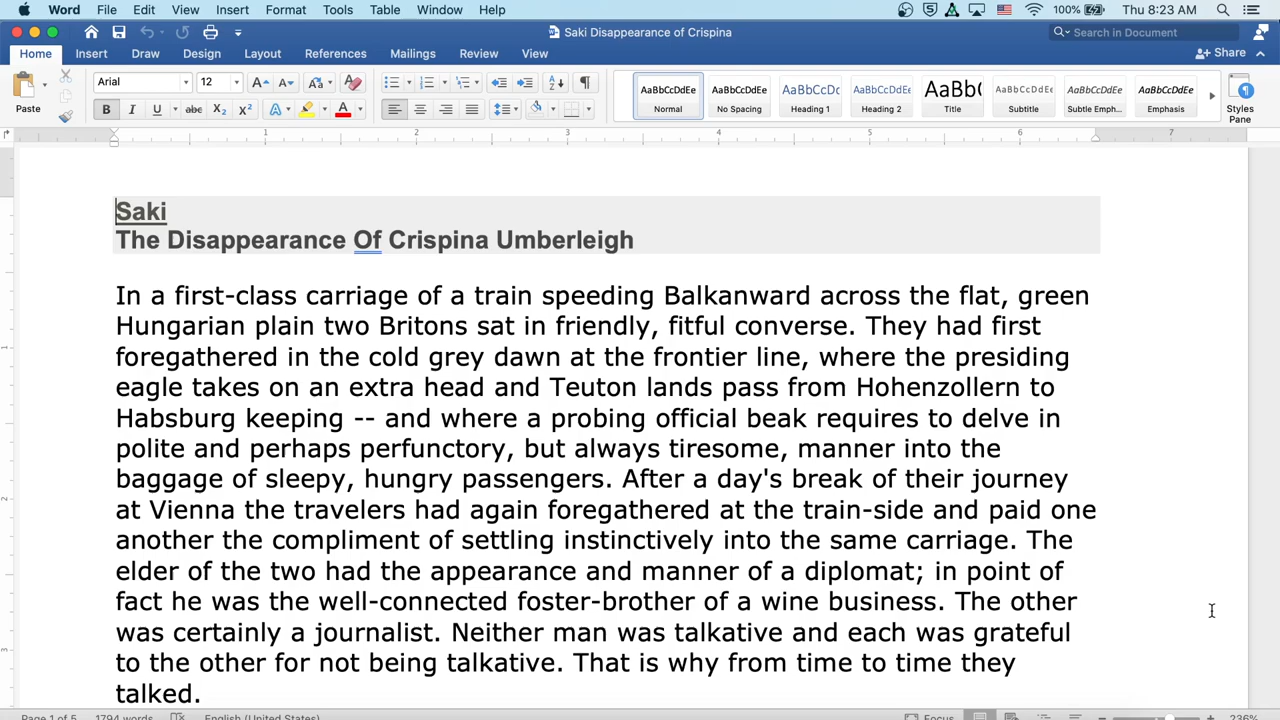 Word File Edit View Insert Format Tools Table Window Help 100% Thu 8:23 AM
Saki Disappearance of Crispina Search in Document
Home Insert Draw Design Layout References Mailings Review View Share
Paste Arial 12 AaBbCcDdEe Normal AaBbCcDdEe No Spacing AaBbCcDc Heading 1 AaBbCcDdEe Heading 2 AaBb( Title AaBbCcDdEe Subtitle AaBbCcDdEe Subtle Emph... AaBbCcDdEe Emphasis Styles Pane
B I U abc X₂ X² A A
1 2 3 4 5 6 7
Saki
The Disappearance Of Crispina Umberleigh
In a first-class carriage of a train speeding Balkanward across the flat, green
Hungarian plain two Britons sat in friendly, fitful converse. They had first
foregathered in the cold grey dawn at the frontier line, where the presiding
eagle takes on an extra head and Teuton lands pass from Hohenzollern to
Habsburg keeping -- and where a probing official beak requires to delve in
polite and perhaps perfunctory, but always tiresome, manner into the
baggage of sleepy, hungry passengers. After a day's break of their journey
at Vienna the travelers had again foregathered at the train-side and paid one
another the compliment of settling instinctively into the same carriage. The
elder of the two had the appearance and manner of a diplomat; in point of
fact he was the well-connected foster-brother of a wine business. The other
was certainly a journalist. Neither man was talkative and each was grateful
to the other for not being talkative. That is why from time to time they
talked.
Page 1 of 5 1794 words English (United States) Focus 236%